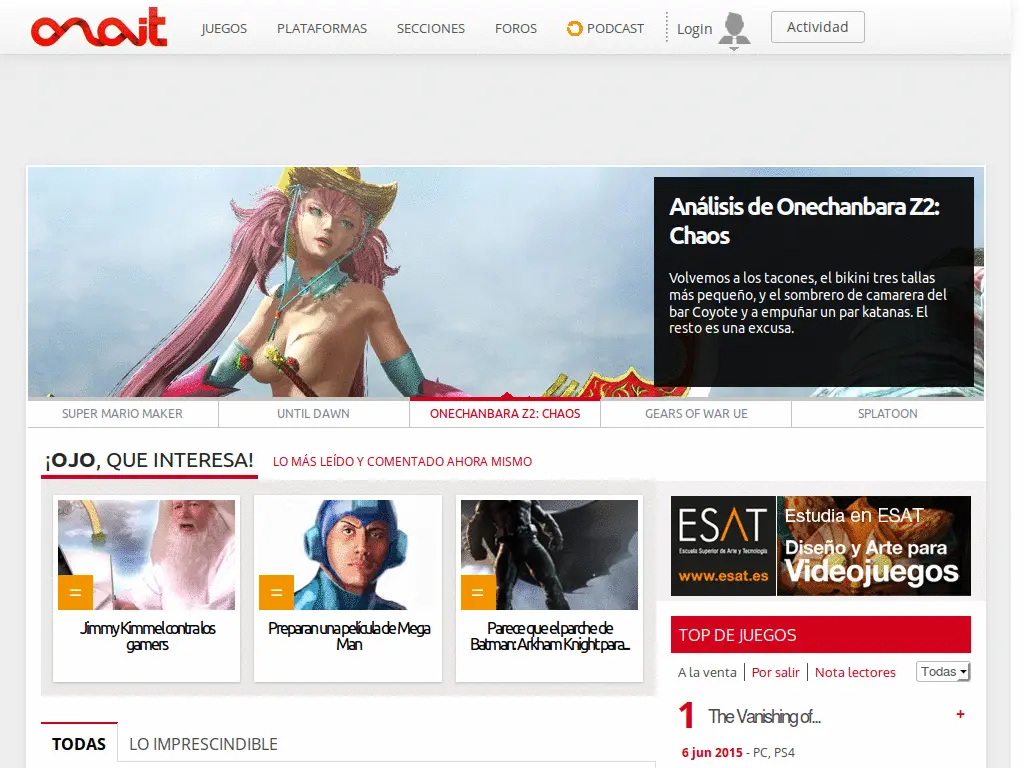 anait
JUEGOS PLATAFORMAS SECCIONES FOROS PODCAST Login Actividad
Análisis de Onechanbara Z2:
Chaos
Volvemos a los tacones, el bikini tres tallas
más pequeño, y el sombrero de camarera del
bar Coyote y a empuñar un par katanas. El
resto es una excusa.
SUPER MARIO MAKER UNTIL DAWN ONECHANBARA Z2: CHAOS GEARS OF WAR UE SPLATOON
¡OJO, QUE INTERESA! LO MÁS LEÍDO Y COMENTADO AHORA MISMO
=
Jimmy Kimmel contra los
gamers
=
Preparan una película de Mega
Man
=
Parece que el parche de
Batman: Arkham Knight para...
ESAT
Escuela Superior de Arte y Tecnología
www.esat.es
Estudia en ESAT
Diseño y Arte para
Videojuegos
TOP DE JUEGOS
A la venta Por salir Nota lectores Todas
1 The Vanishing of... +
6 jun 2015 - PC, PS4
TODAS LO IMPRESCINDIBLE